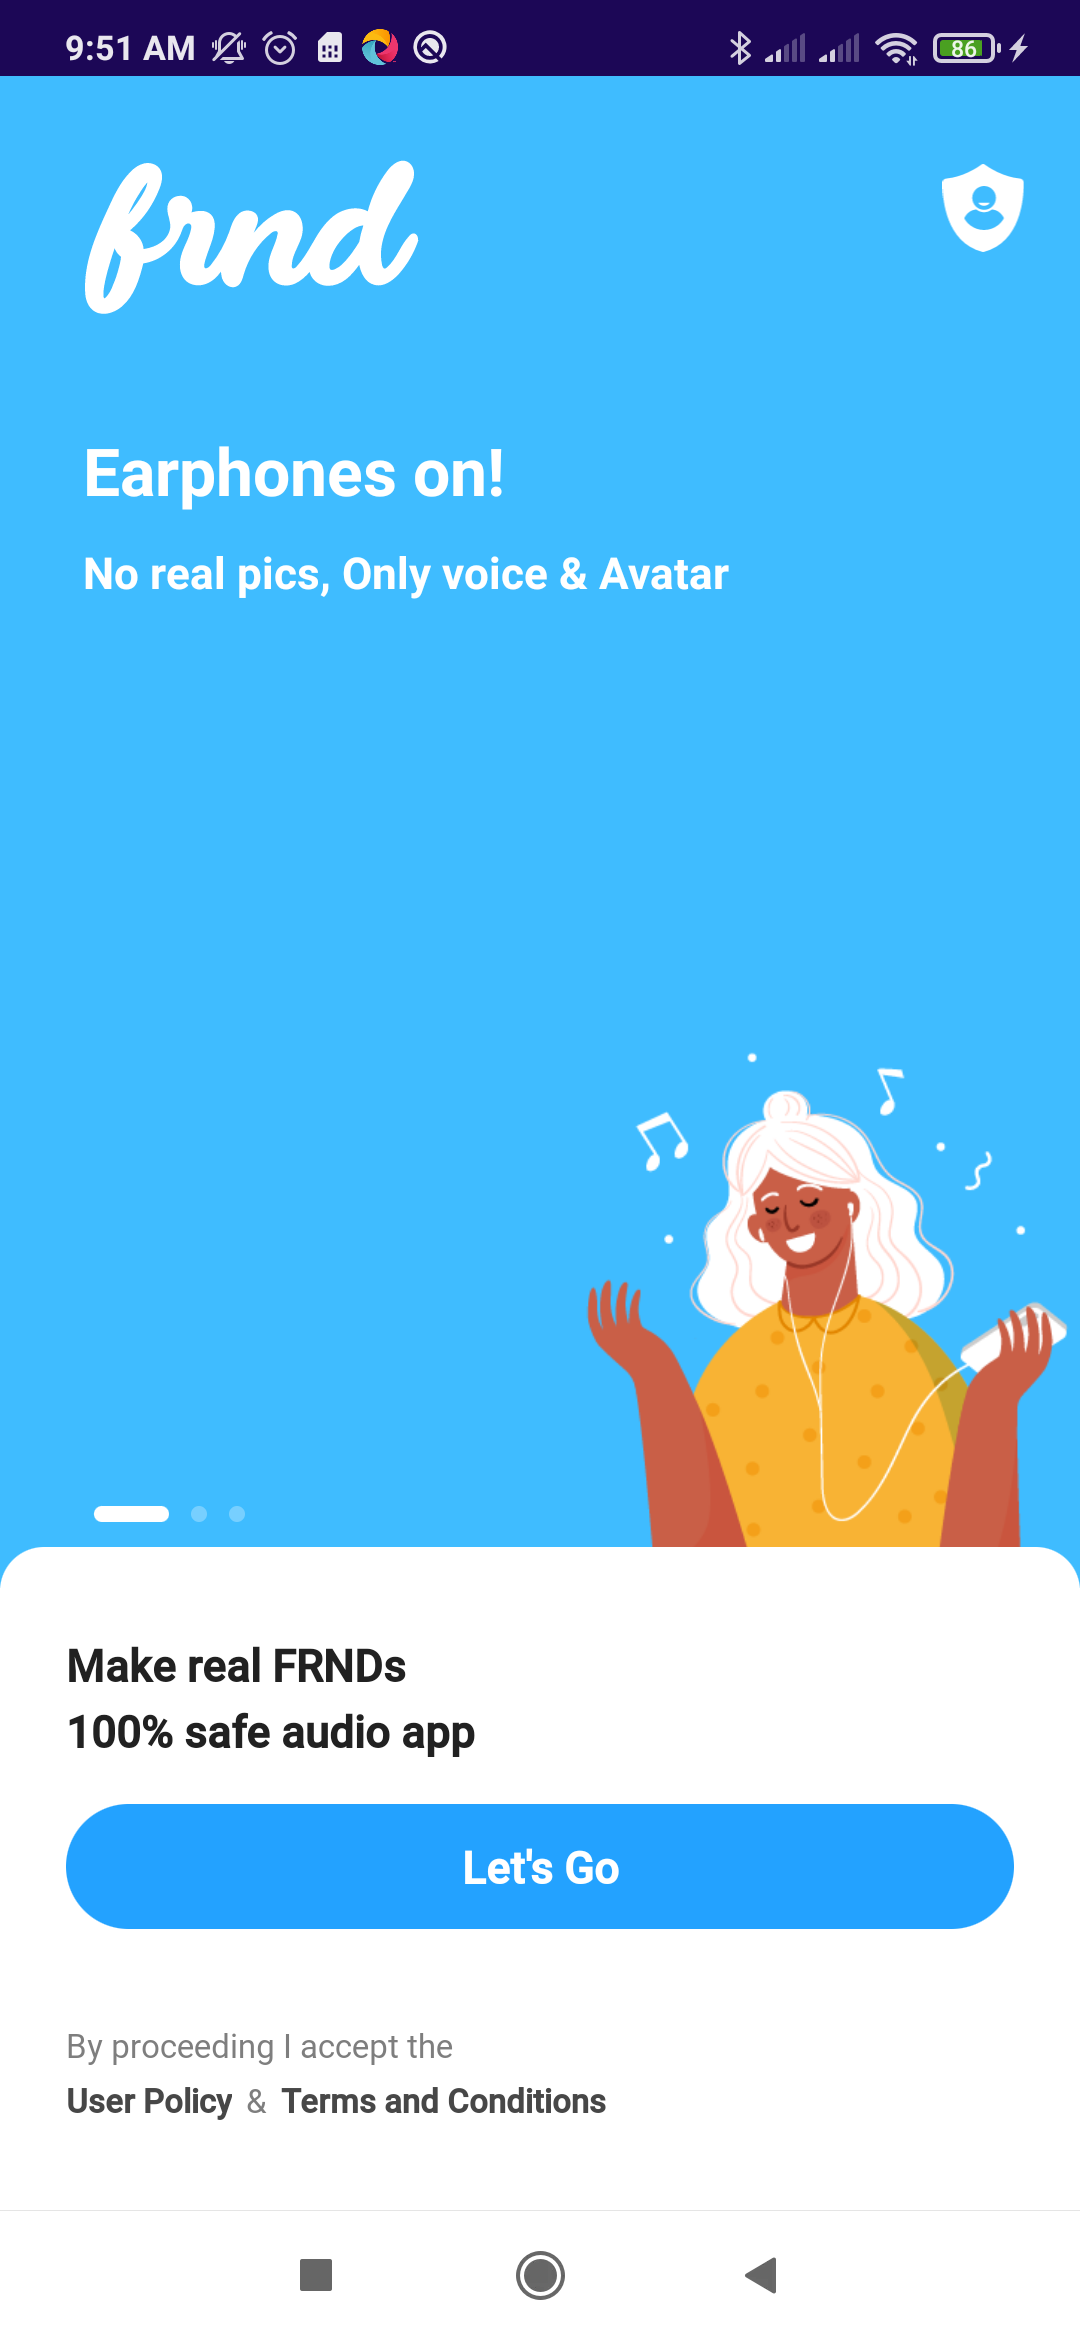 9:51 AM
86
frnd
Earphones on!
No real pics, Only voice & Avatar
Make real FRNDs
100% safe audio app
Let's Go
By proceeding I accept the
User Policy & Terms and Conditions